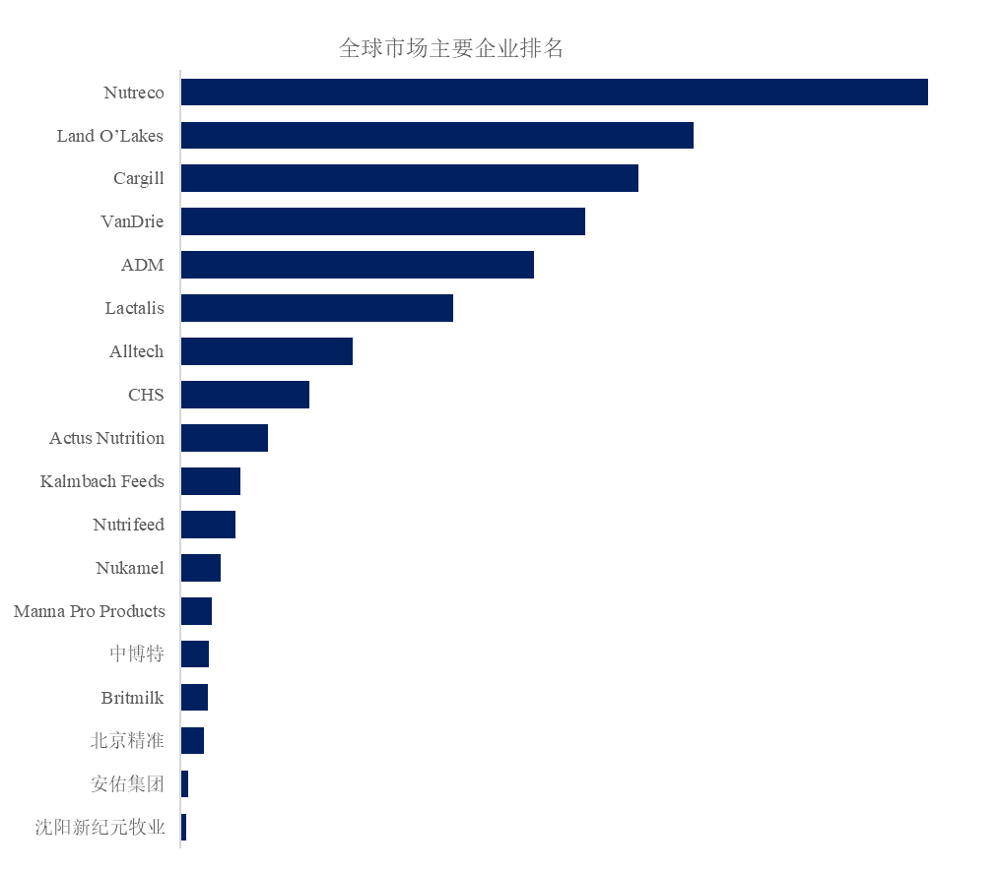 全球市场主要企业排名
Nutreco
Land O’Lakes
Cargill
VanDrie
ADM
Lactalis
Alltech
CHS
Actus Nutrition
Kalmbach Feeds
Nutrifeed
Nukamel
Manna Pro Products
中博特
Britmilk
北京精准
安佑集团
沈阳新纪元牧业